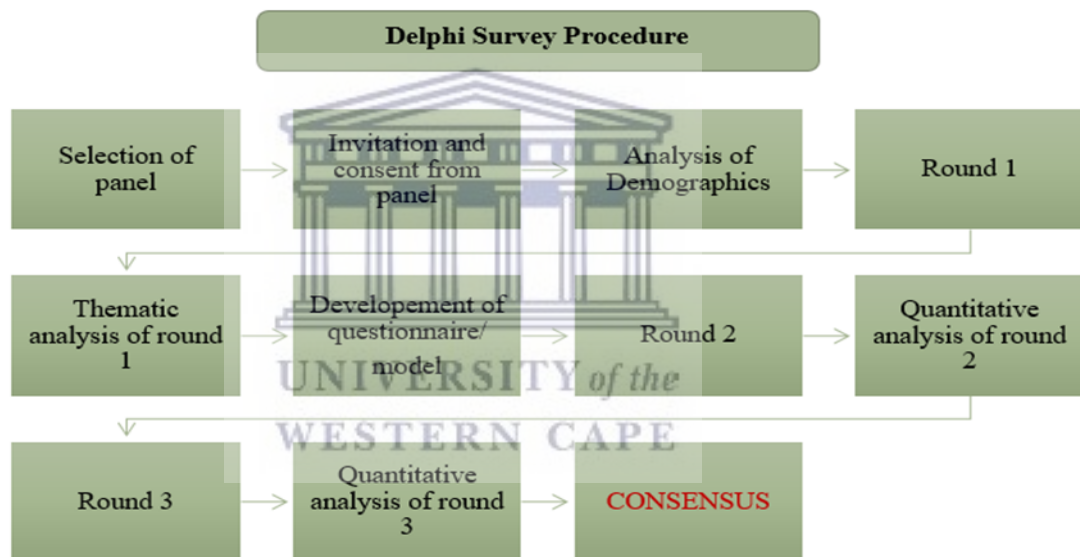 Delphi Survey Procedure
Selection of
panel
Invitation and
consent from
panel
Analysis of
Demographics
Round 1
Thematic
analysis of round
1
Developement of
questionnaire/
model
Round 2
Quantitative
analysis of round
2
UNIVERSITY of the
WESTERN CAPE
Round 3
Quantitative
analysis of round
3
CONSENSUS